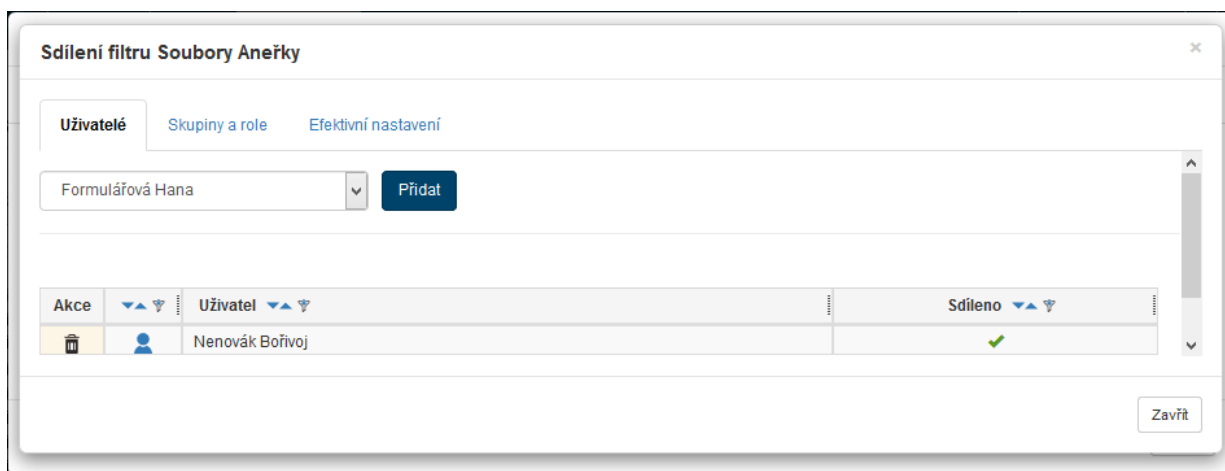 Sdílení filtru Soubory Aneřky
Uživatelé Skupiny a role Efektivní nastavení
Formulářová Hana Přidat
Akce Uživatel Sdíleno
Nenovák Bořivoj
Zavřít